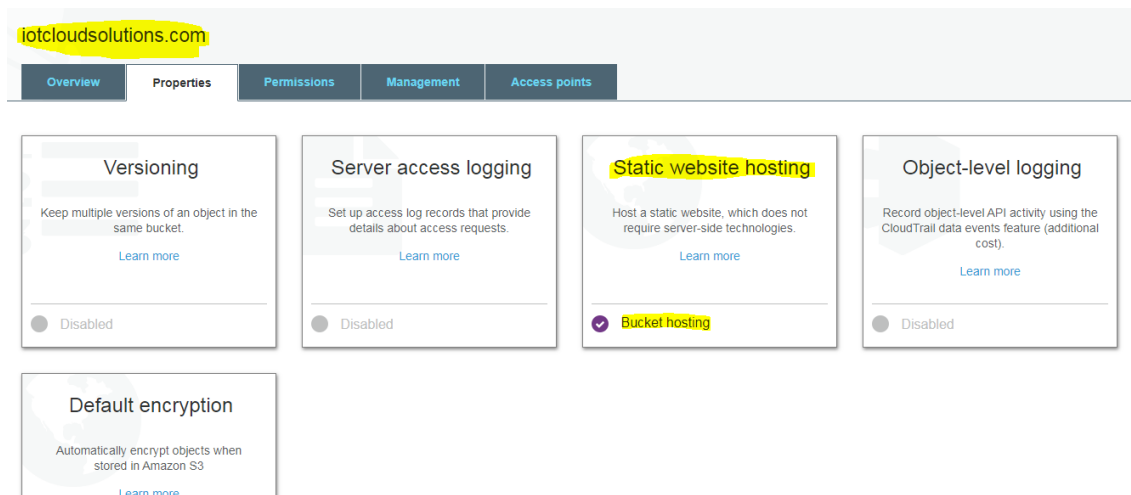 iotcloudsolutions.com
Overview
Properties
Permissions
Management
Access points
Versioning
Keep multiple versions of an object in the
same bucket.
Learn more
Disabled
Server access logging
Set up access log records that provide
details about access requests.
Learn more
Disabled
Static website hosting
Host a static website, which does not
require server-side technologies.
Learn more
Bucket hosting
Object-level logging
Record object-level API activity using the
CloudTrail data events feature (additional
cost).
Learn more
Disabled
Default encryption
Automatically encrypt objects when
stored in Amazon S3
Learn more